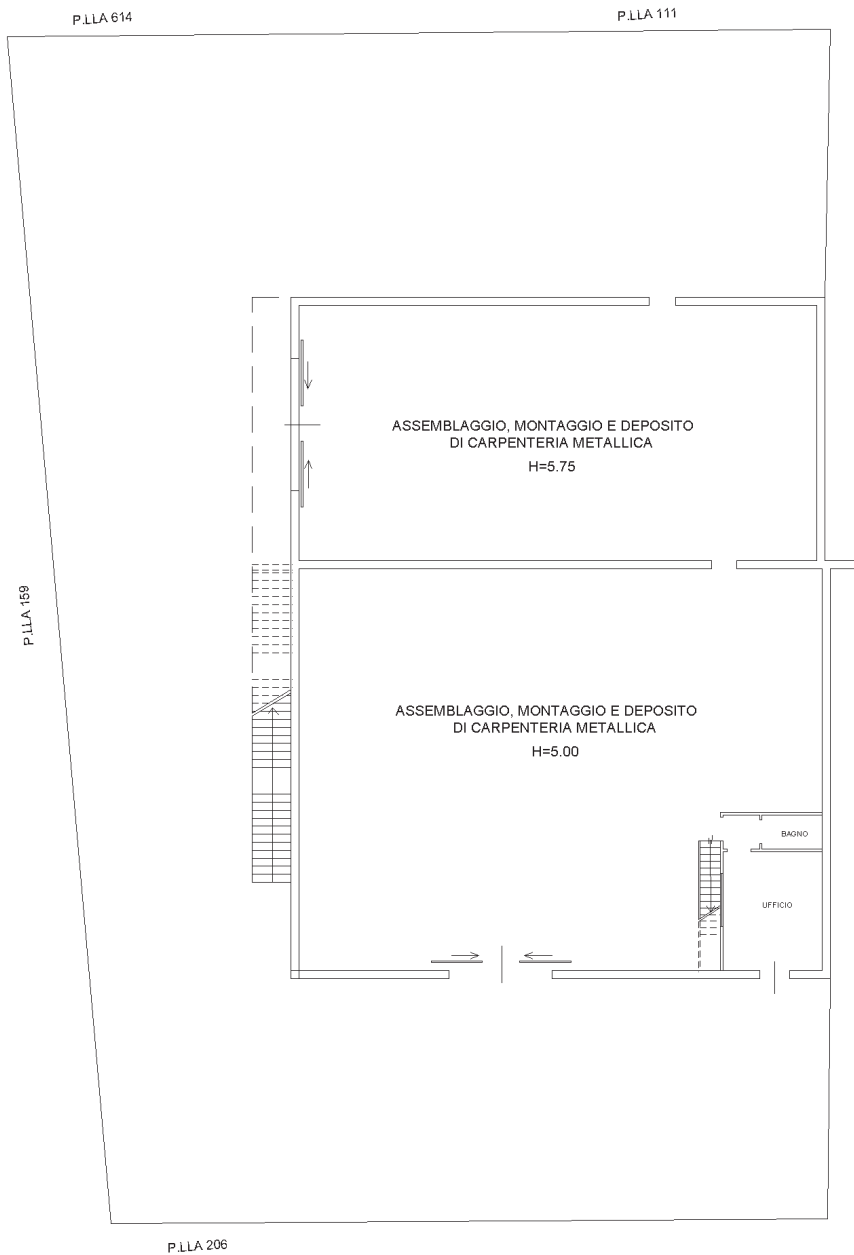 P.LLA 614
P.LLA 111
ASSEMBLAGGIO, MONTAGGIO E DEPOSITO
DI CARPENTERIA METALLICA
H=5.75
P.LLA 159
ASSEMBLAGGIO, MONTAGGIO E DEPOSITO
DI CARPENTERIA METALLICA
H=5.00
BAGNO
UFFICIO
P.LLA 206